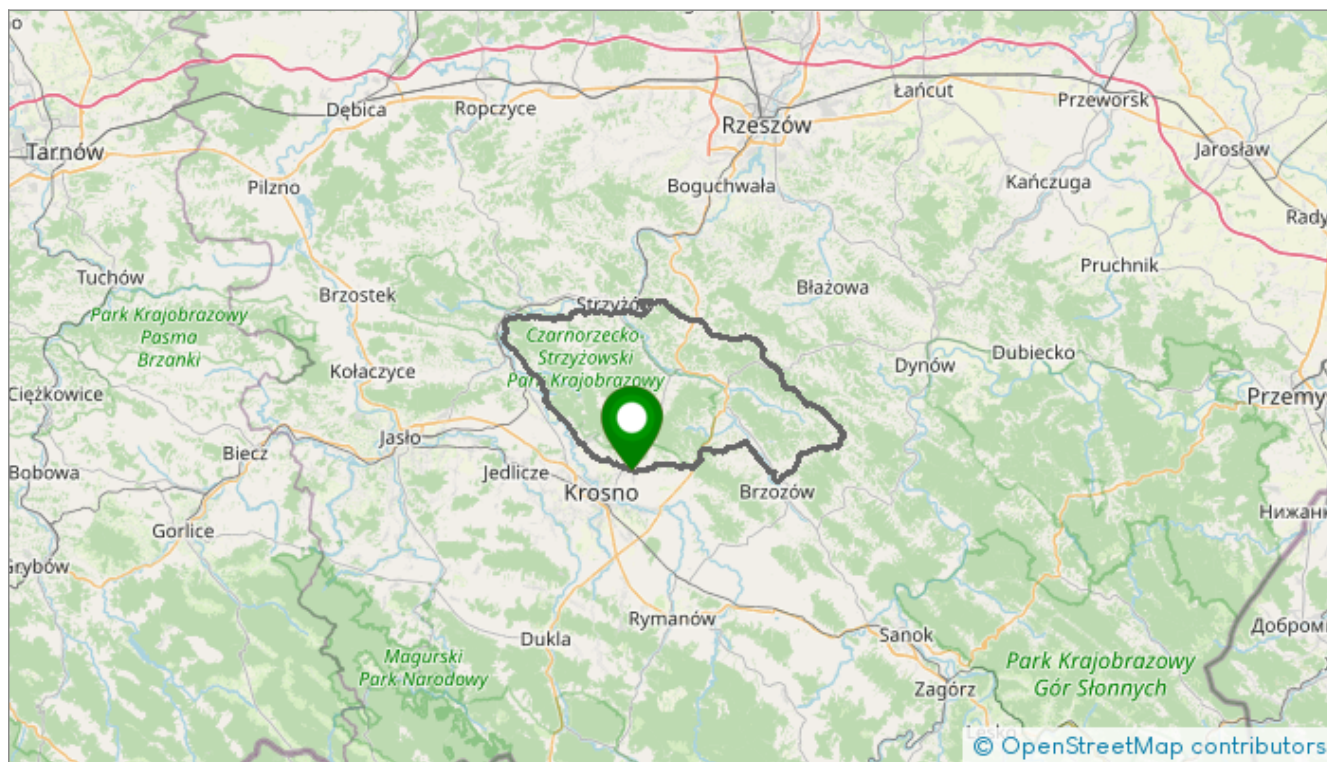 o
Dębica
Ropczyce
Łańcut
Przeworsk
Rzeszów
Tarnów
Jarosław
Pilzno
Boguchwała
Kańczuga
Rady
Tuchów
Pruchnik
Brzostek
Błażowa
Strzyżó
Park Krajobrazowy
Pasma
Brzanki
Czarnorzecko-
Strzyżowski
Park Krajobrazowy
Dynów
Dubiecko
Kołaczyce
Ciężkowice
Przemy
Jasło
Biecz
Bobowa
Jedlicze
Krosno
Brzozów
Нижанк
Gorlice
Grybów
Rymanów
Добромі
Dukla
Sanok
Magurski
Park Narodowy
Park Krajobrazowy
Gór Słonnych
Zagórz
Lesko
© OpenStreetMap contributors